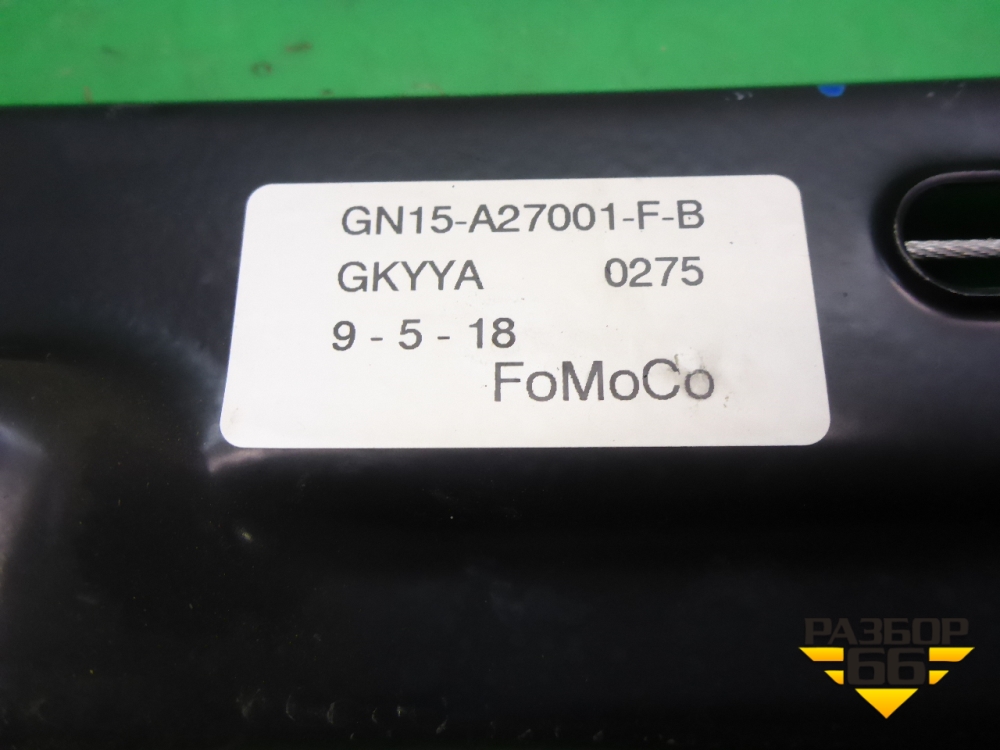 GN15-A27001-F-B
GKYYA 0275
9 - 5 - 18
FoMoCo
РАЗБОР
66